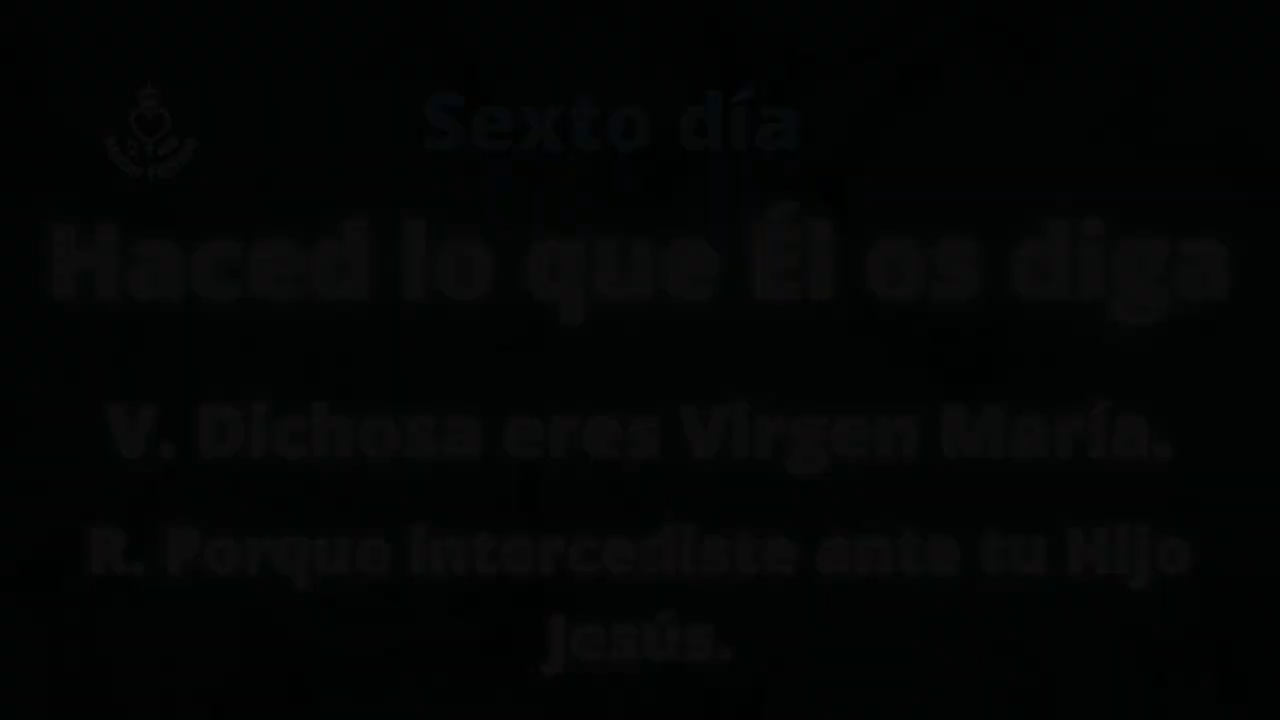 Sexto día
Haced lo que Él os diga
V. Dichosa eres Virgen María.
R. Porque intercediste ante tu Hijo
Jesús.